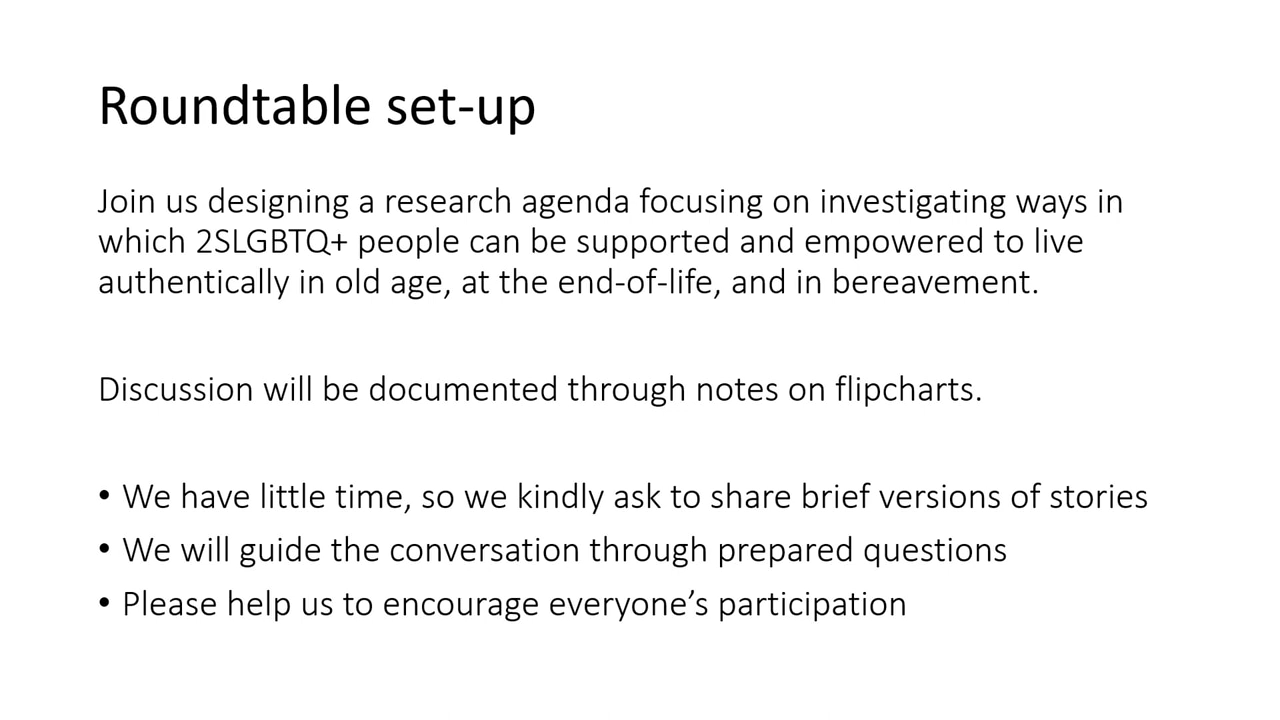 Roundtable set-up
Join us designing a research agenda focusing on investigating ways in
which 2SLGBTQ+ people can be supported and empowered to live
authentically in old age, at the end-of-life, and in bereavement.
Discussion will be documented through notes on flipcharts.
• We have little time, so we kindly ask to share brief versions of stories
• We will guide the conversation through prepared questions
• Please help us to encourage everyone’s participation